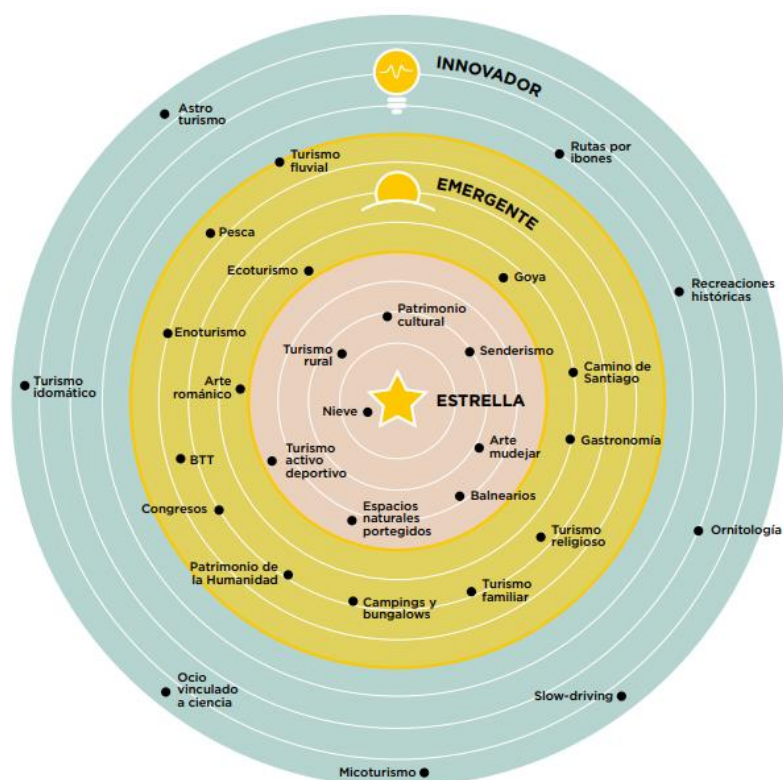 INNOVADOR
Astro
turismo
Rutas por
ibones
Turismo
fluvial
EMERGENTE
Pesca
Ecoturismo
Goya
Recreaciones
históricas
Patrimonio
cultural
Enoturismo
Turismo
rural
Senderismo
Camino de
Santiago
Turismo
idomático
Arte
románico
Nieve
ESTRELLA
Arte
mudejar
Gastronomía
BTT
Turismo
activo
deportivo
Balnearios
Congresos
Espacios
naturales
portegidos
Turismo
religioso
Ornitología
Patrimonio de
la Humanidad
Campings y
bungalows
Turismo
familiar
Ocio
vinculado
a ciencia
Slow-driving
Micoturismo